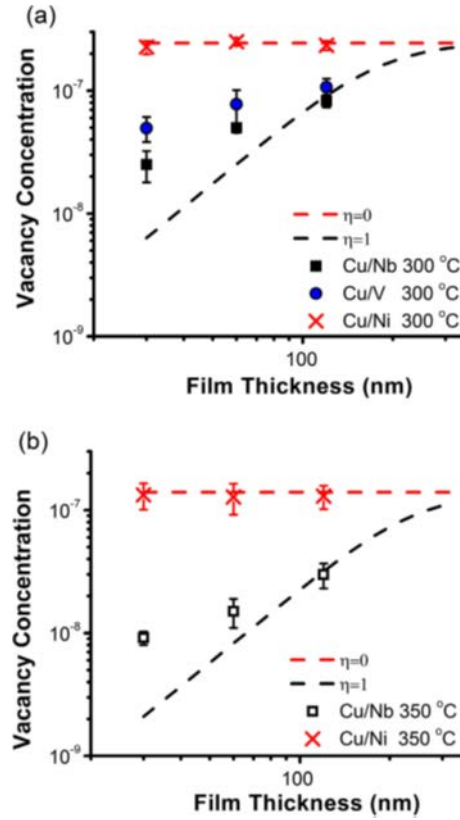 (a)
10⁻⁷
10⁻⁸
10⁻⁹
Vacancy Concentration
η=0
η=1
Cu/Nb 300 °C
Cu/V 300 °C
Cu/Ni 300 °C
100
Film Thickness (nm)
(b)
10⁻⁷
10⁻⁸
10⁻⁹
Vacancy Concentration
η=0
η=1
Cu/Nb 350 °C
Cu/Ni 350 °C
100
Film Thickness (nm)